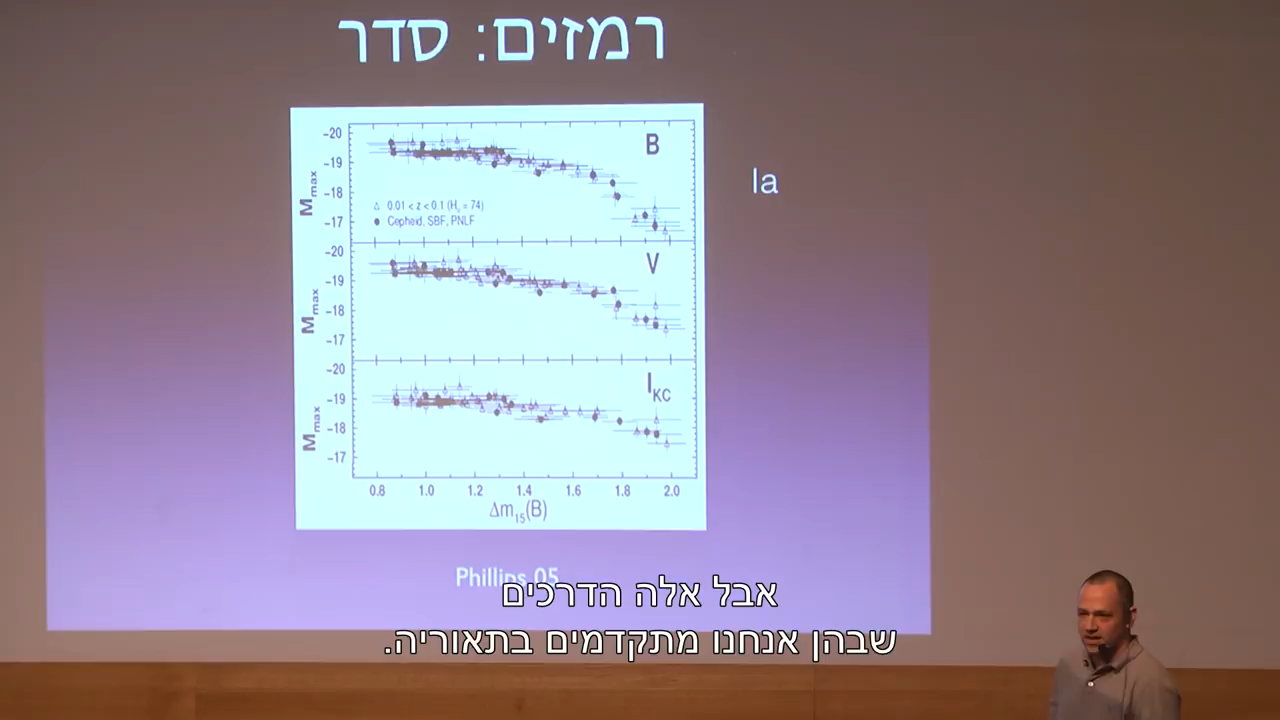 רמזים: סדר
-20
B
-19
Ia
-18
Mmax
△ 0.01 < z < 0.1 (H₀ = 74)
● Cepheid, SBF, PNLF
-17
-20
V
-19
-18
Mmax
-17
-20
I_KC
-19
-18
Mmax
-17
0.8 1.0 1.2 1.4 1.6 1.8 2.0
Δm₁₅(B)
Phillips 05
אבל אלה הדרכים
שבהן אנחנו מתקדמים בתאוריה.